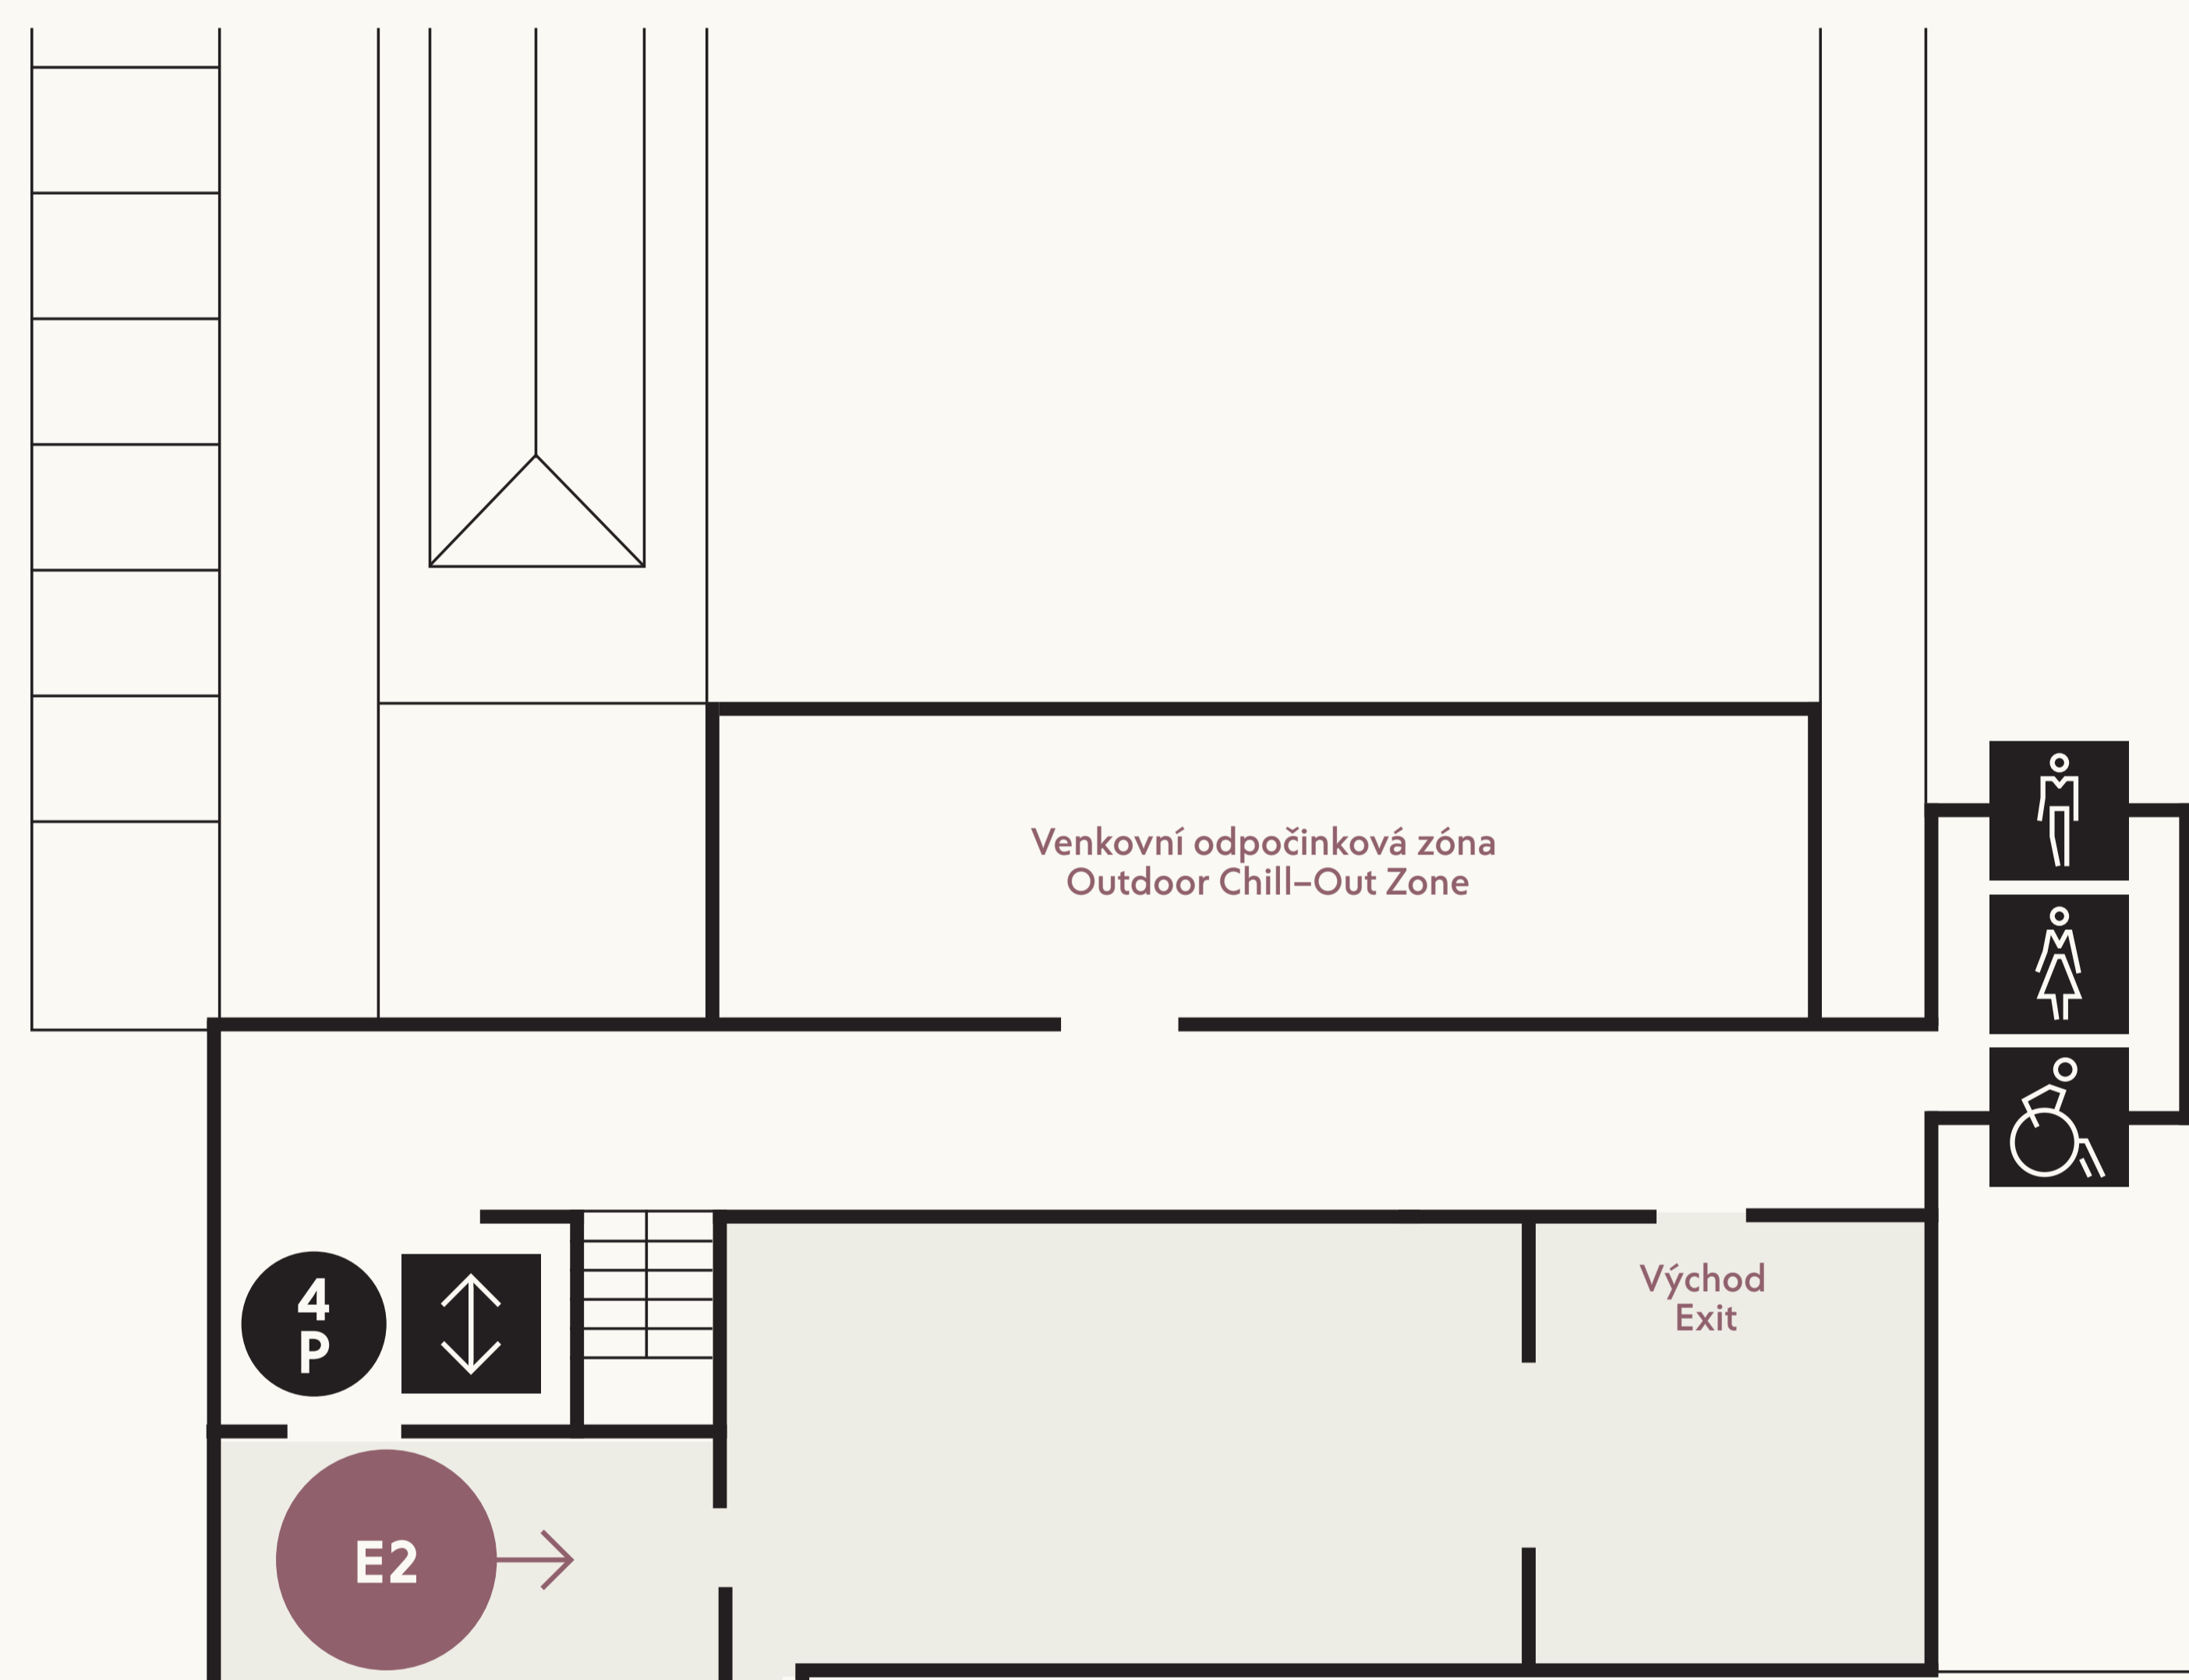 Venkovní odpočinková zóna
Outdoor Chill-Out Zone
Východ
Exit
4
P
E2